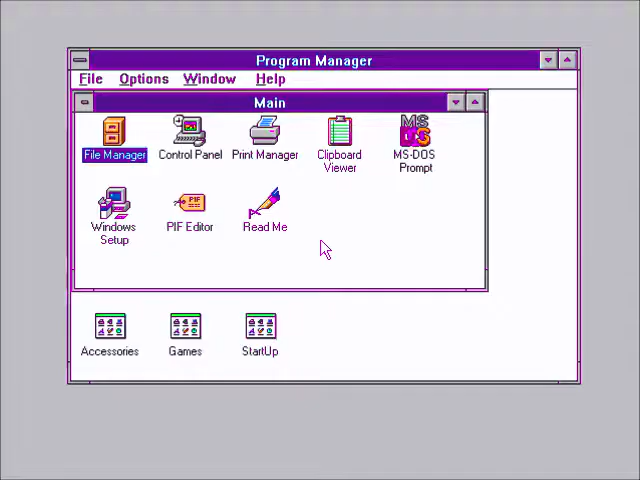 Program Manager
File Options Window Help
Main
File Manager Control Panel Print Manager Clipboard Viewer MS-DOS Prompt
MS DOS
Windows Setup PIF Editor Read Me
PIF
Accessories Games StartUp